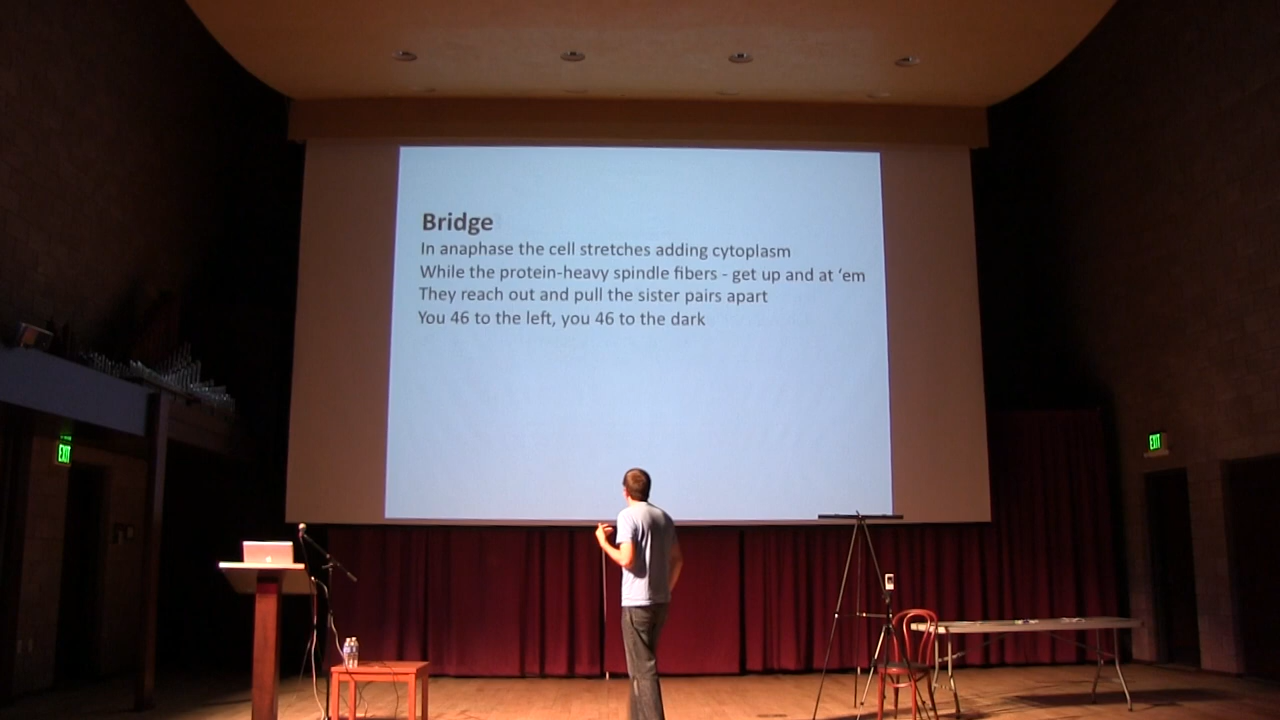 Bridge
In anaphase the cell stretches adding cytoplasm
While the protein-heavy spindle fibers - get up and at ‘em
They reach out and pull the sister pairs apart
You 46 to the left, you 46 to the dark
EXIT
EXIT